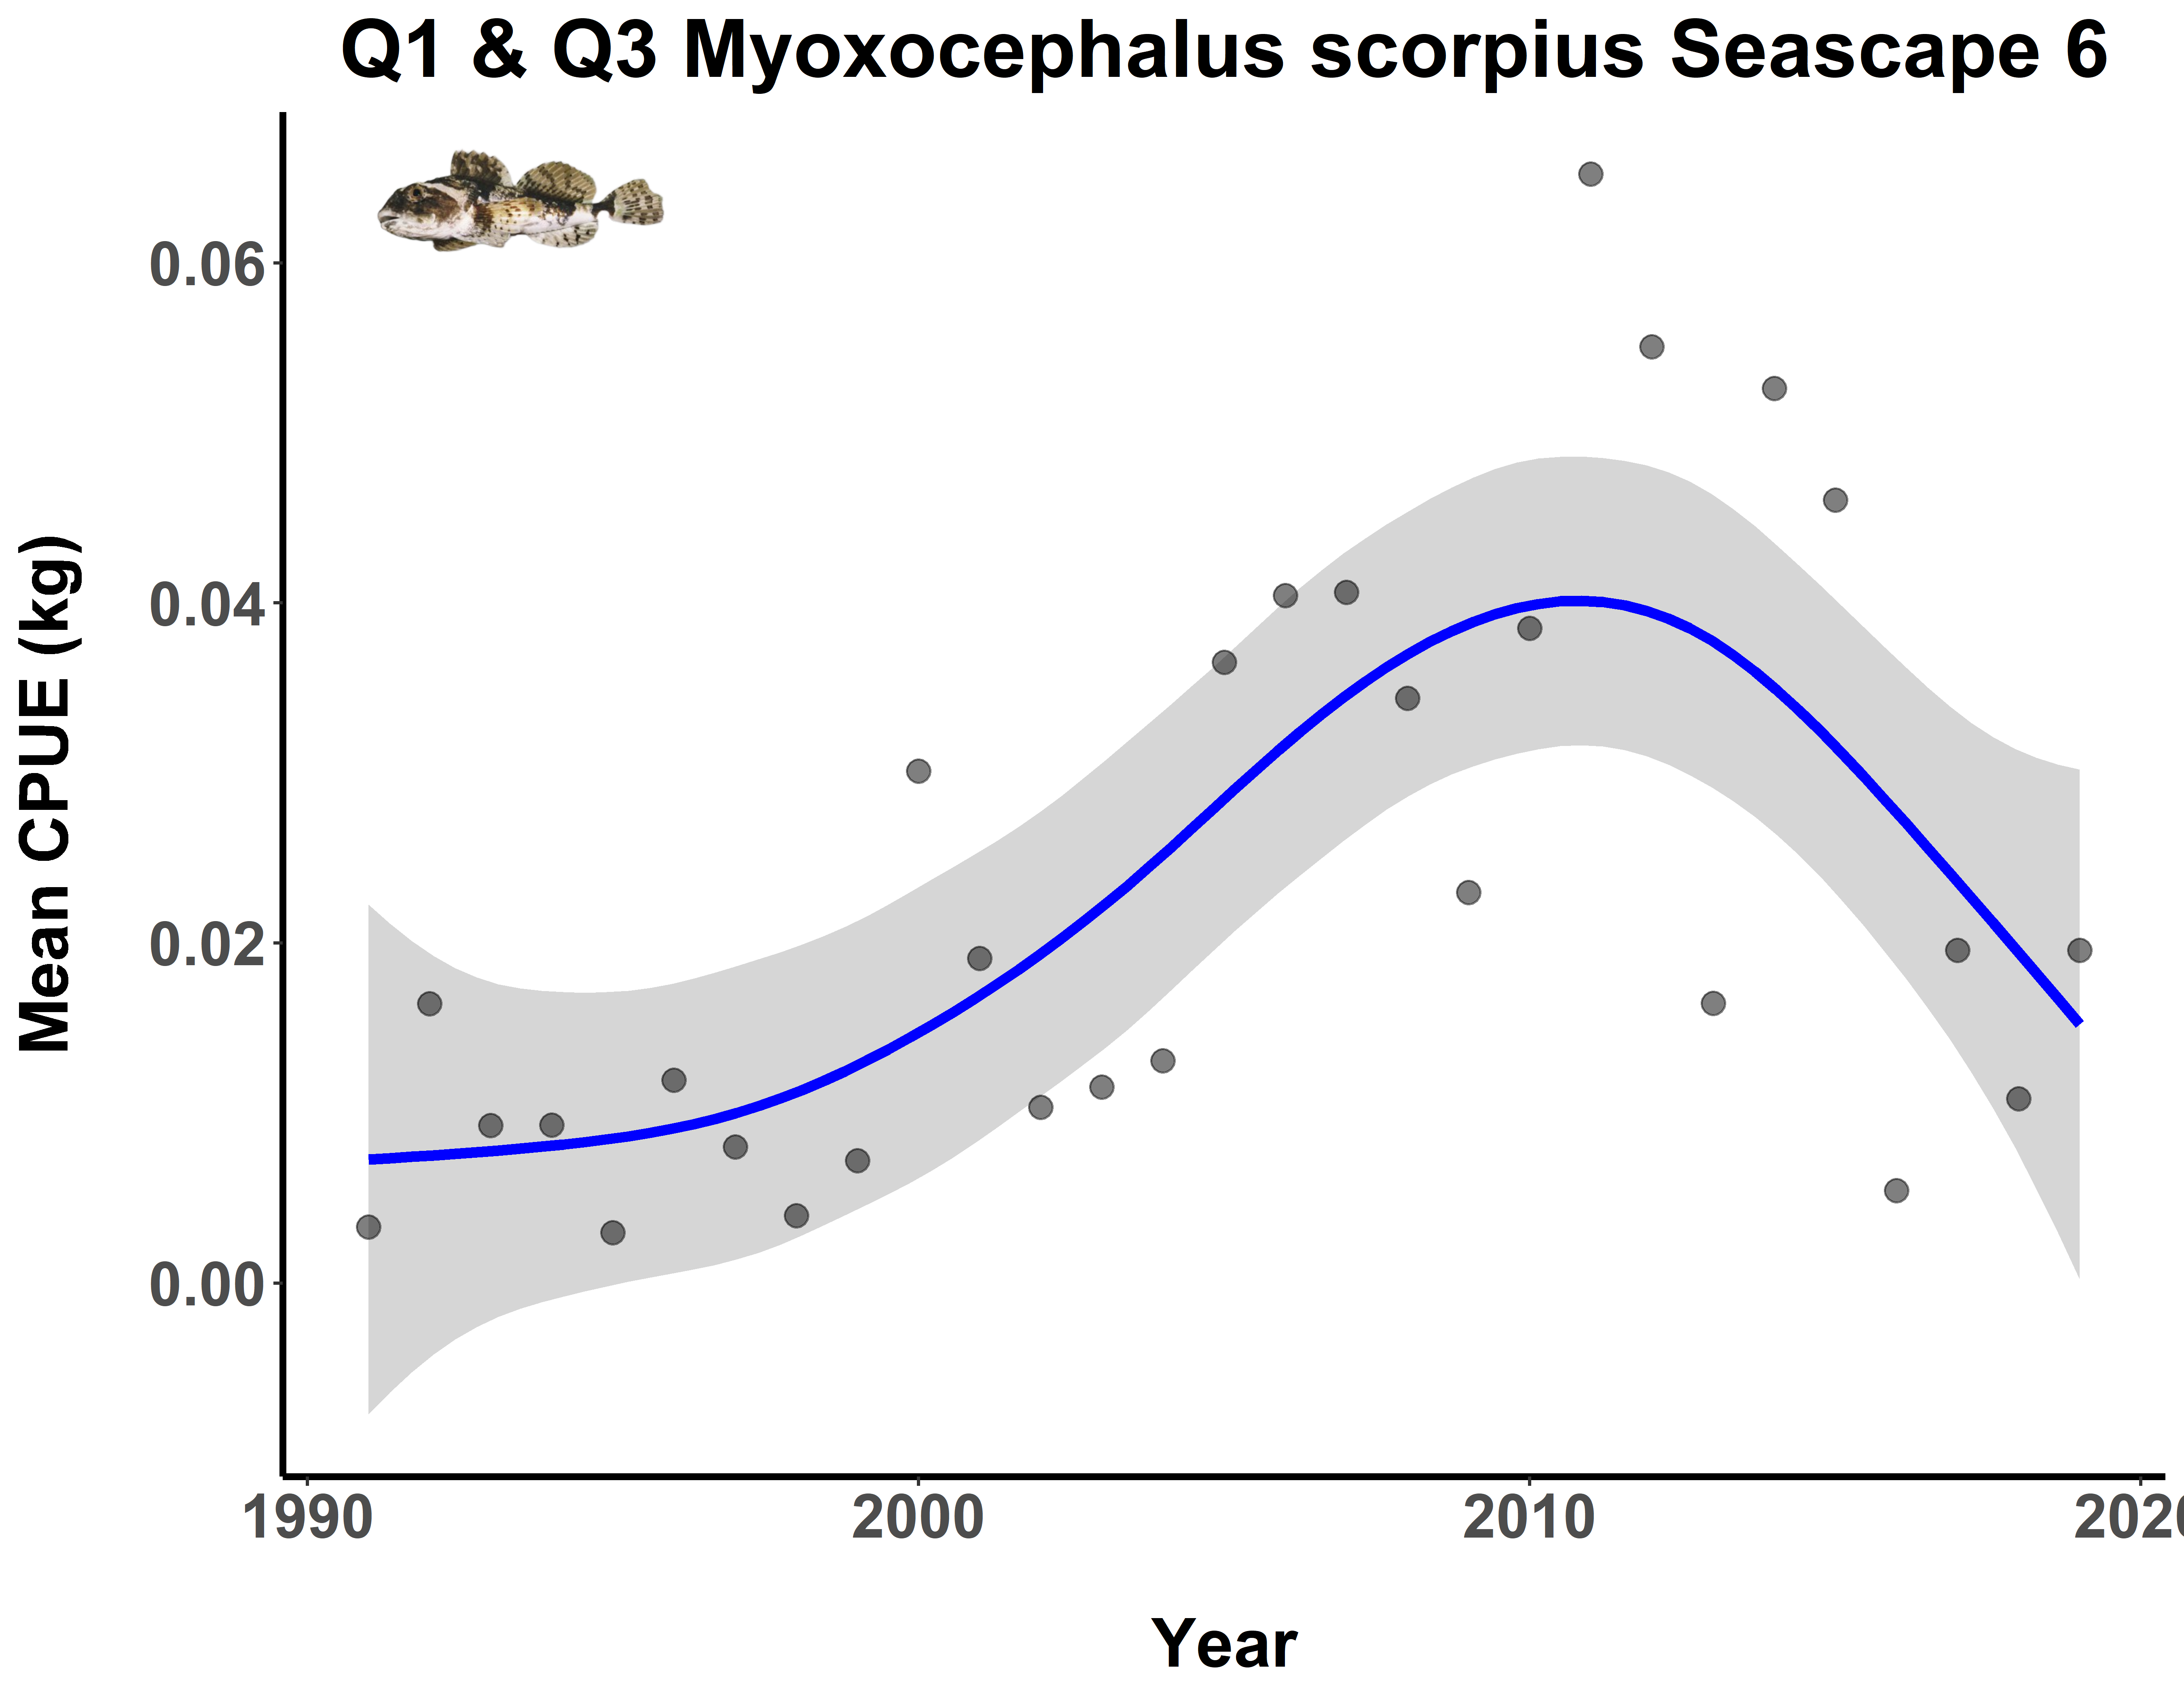 Q1 & Q3 Myoxocephalus scorpius Seascape 6
Mean CPUE (kg)
0.06
0.04
0.02
0.00
1990 2000 2010 202
Year